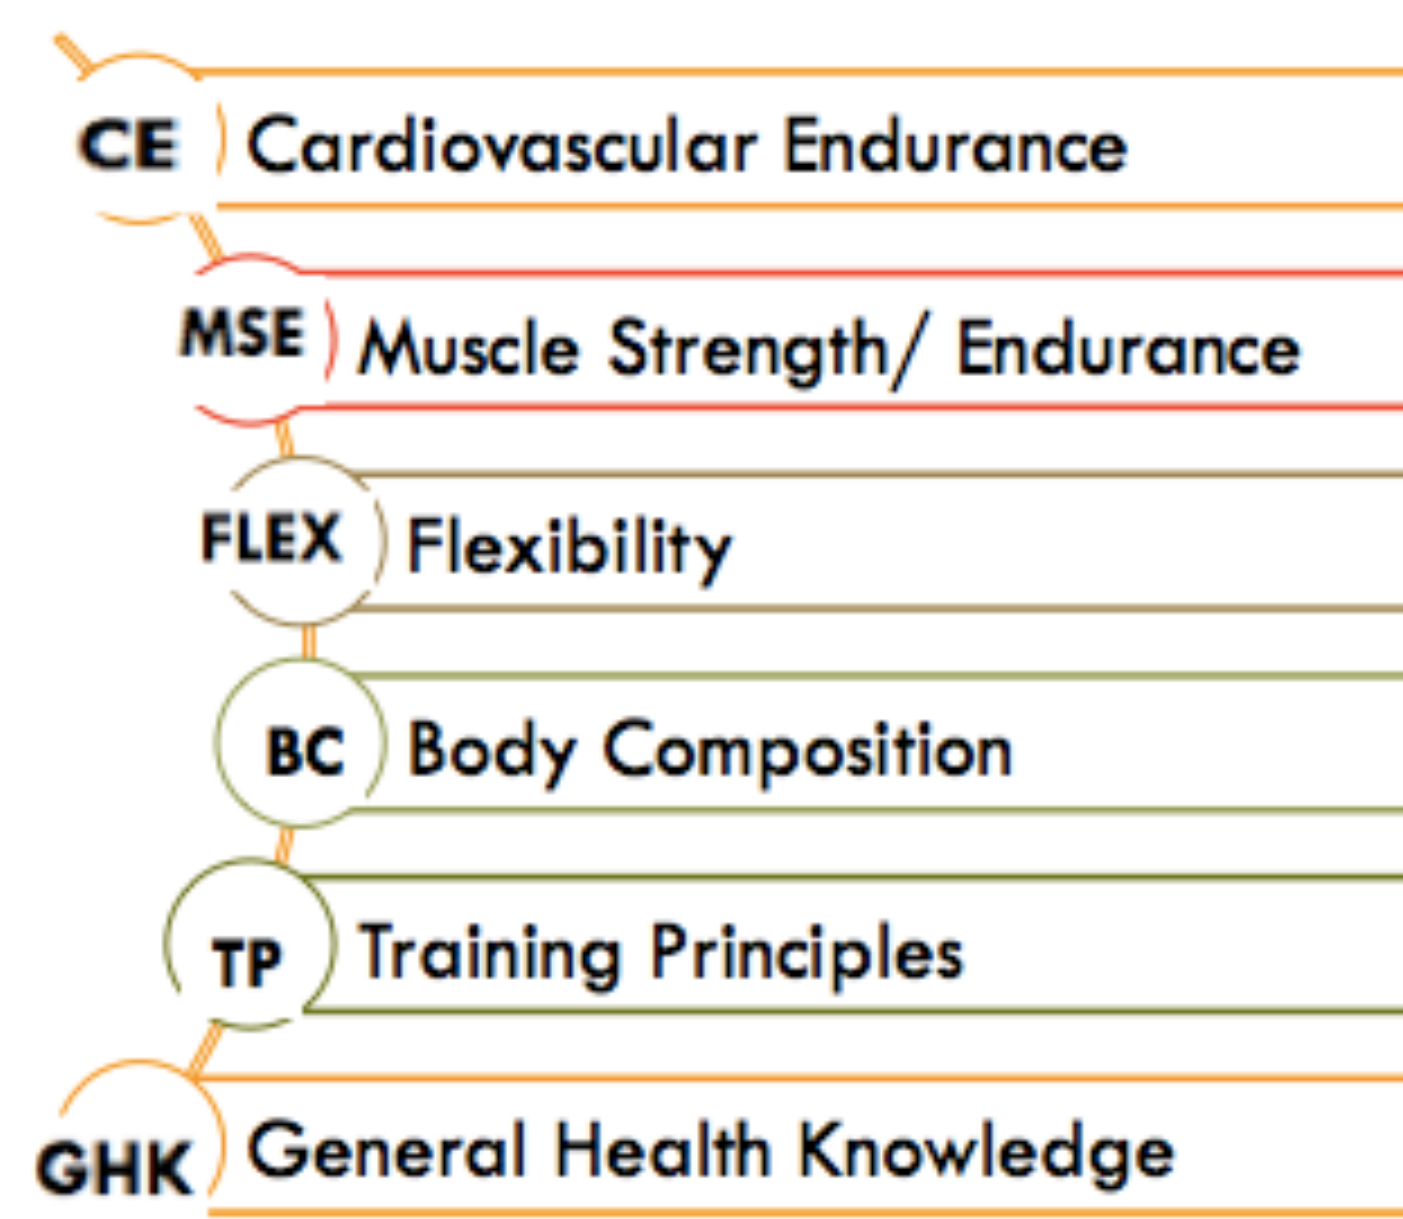 CE Cardiovascular Endurance
MSE Muscle Strength/ Endurance
FLEX Flexibility
BC Body Composition
TP Training Principles
GHK General Health Knowledge